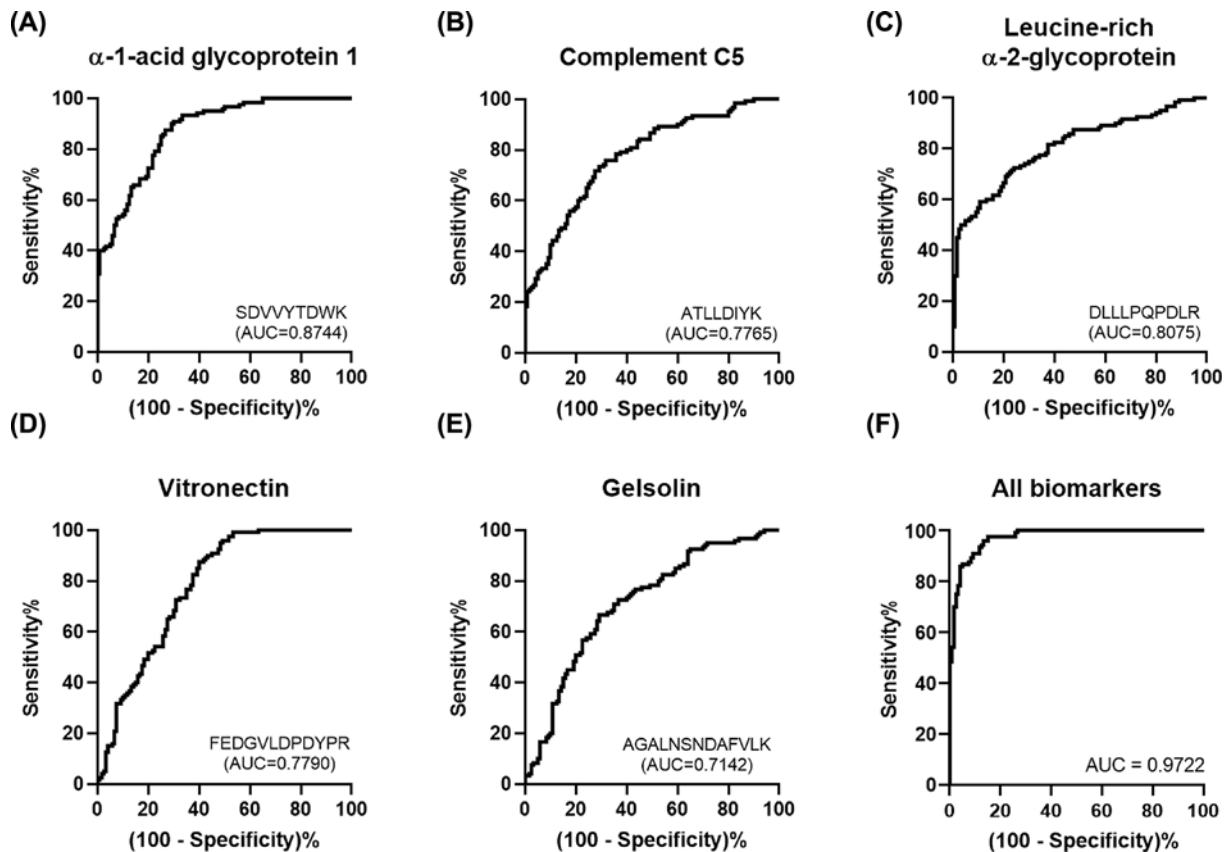 (A)
α-1-acid glycoprotein 1
Sensitivity%
100
80
60
40
20
0
SDVVYTDWK
(AUC=0.8744)
0 20 40 60 80 100
(100 - Specificity)%
(B)
Complement C5
Sensitivity%
100
80
60
40
20
0
ATLLDIYK
(AUC=0.7765)
0 20 40 60 80 100
(100 - Specificity)%
(C)
Leucine-rich
α-2-glycoprotein
Sensitivity%
100
80
60
40
20
0
DLLLPQPDLR
(AUC=0.8075)
0 20 40 60 80 100
(100 - Specificity)%
(D)
Vitronectin
Sensitivity%
100
80
60
40
20
0
FEDGVLDPDYPR
(AUC=0.7790)
0 20 40 60 80 100
(100 - Specificity)%
(E)
Gelsolin
Sensitivity%
100
80
60
40
20
0
AGALNSNDAFVLK
(AUC=0.7142)
0 20 40 60 80 100
(100 - Specificity)%
(F)
All biomarkers
Sensitivity%
100
80
60
40
20
0
AUC = 0.9722
0 20 40 60 80 100
(100 - Specificity)%